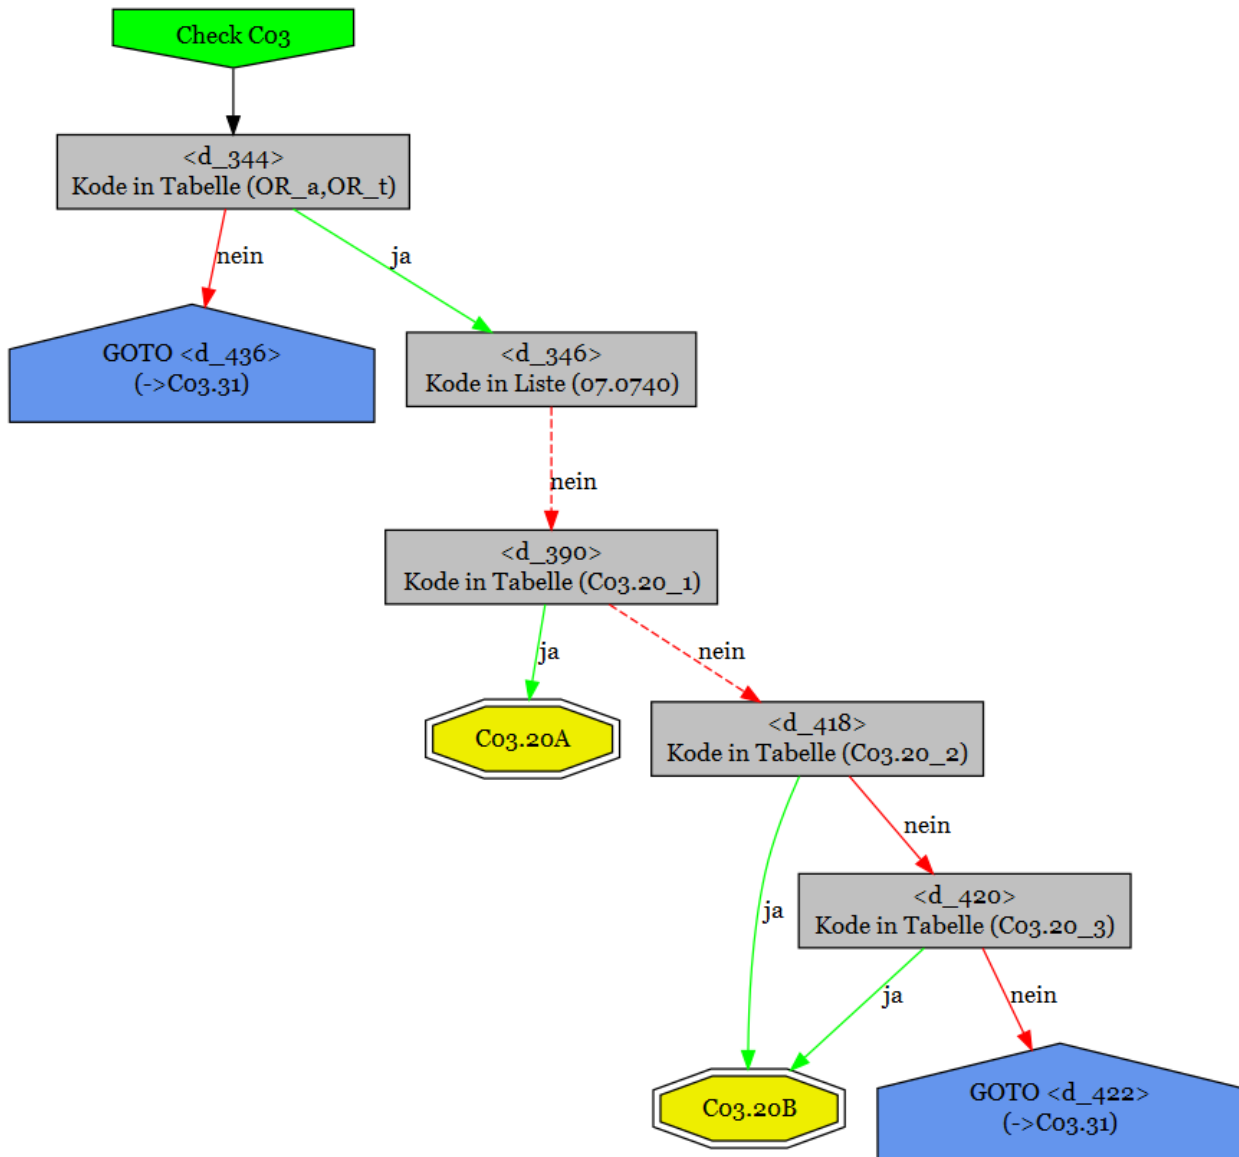 Check C03
<d_344>
Kode in Tabelle (OR_a,OR_t)
nein
ja
GOTO <d_436>
(->C03.31)
<d_346>
Kode in Liste (07.0740)
nein
<d_390>
Kode in Tabelle (C03.20_1)
ja
nein
C03.20A
<d_418>
Kode in Tabelle (C03.20_2)
nein
ja
<d_420>
Kode in Tabelle (C03.20_3)
ja
nein
C03.20B
GOTO <d_422>
(->C03.31)